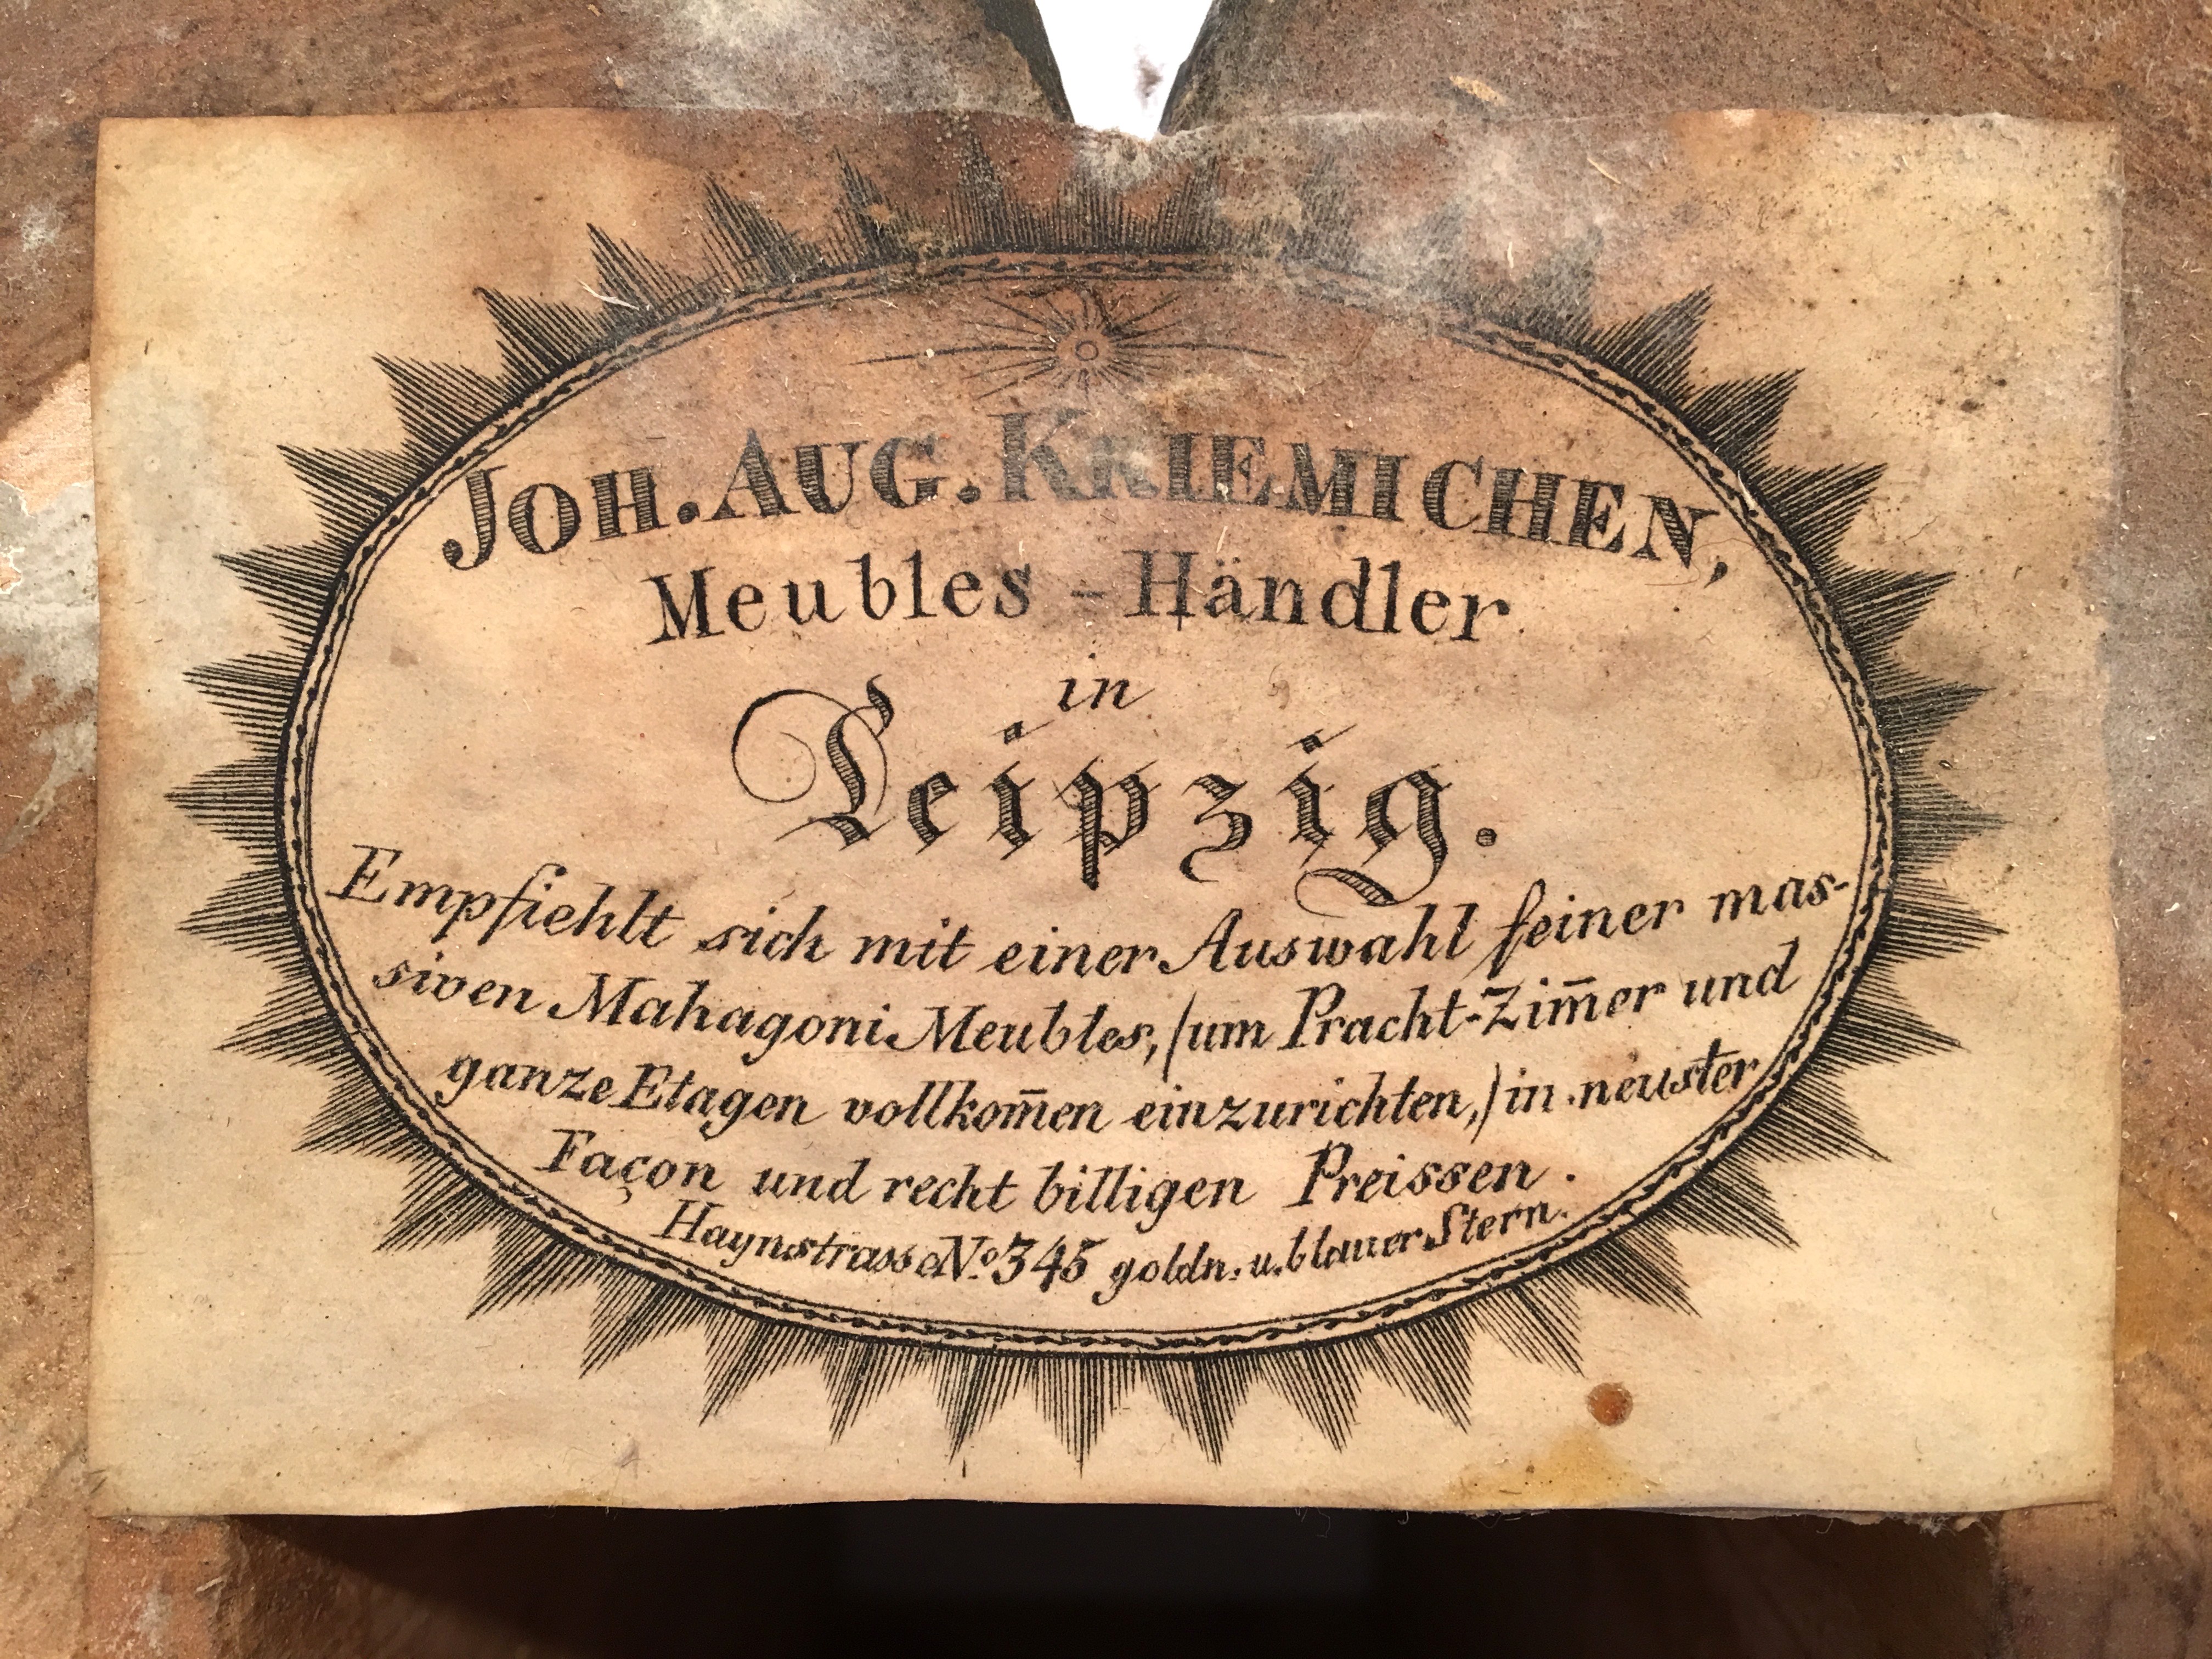 JOH. AUG. KRIEMICHEN,
Meubles-Händler
in
Leipzig.
Empfiehlt sich mit einer Auswahl feiner mas-
siven Mahagoni Meubles, (um Pracht-Zim̄er und
ganze Etagen vollkom̄en einzurichten,) in neuster
Façon und recht billigen Preissen.
Haynstrasse No. 345 goldn. u. blauer Stern.